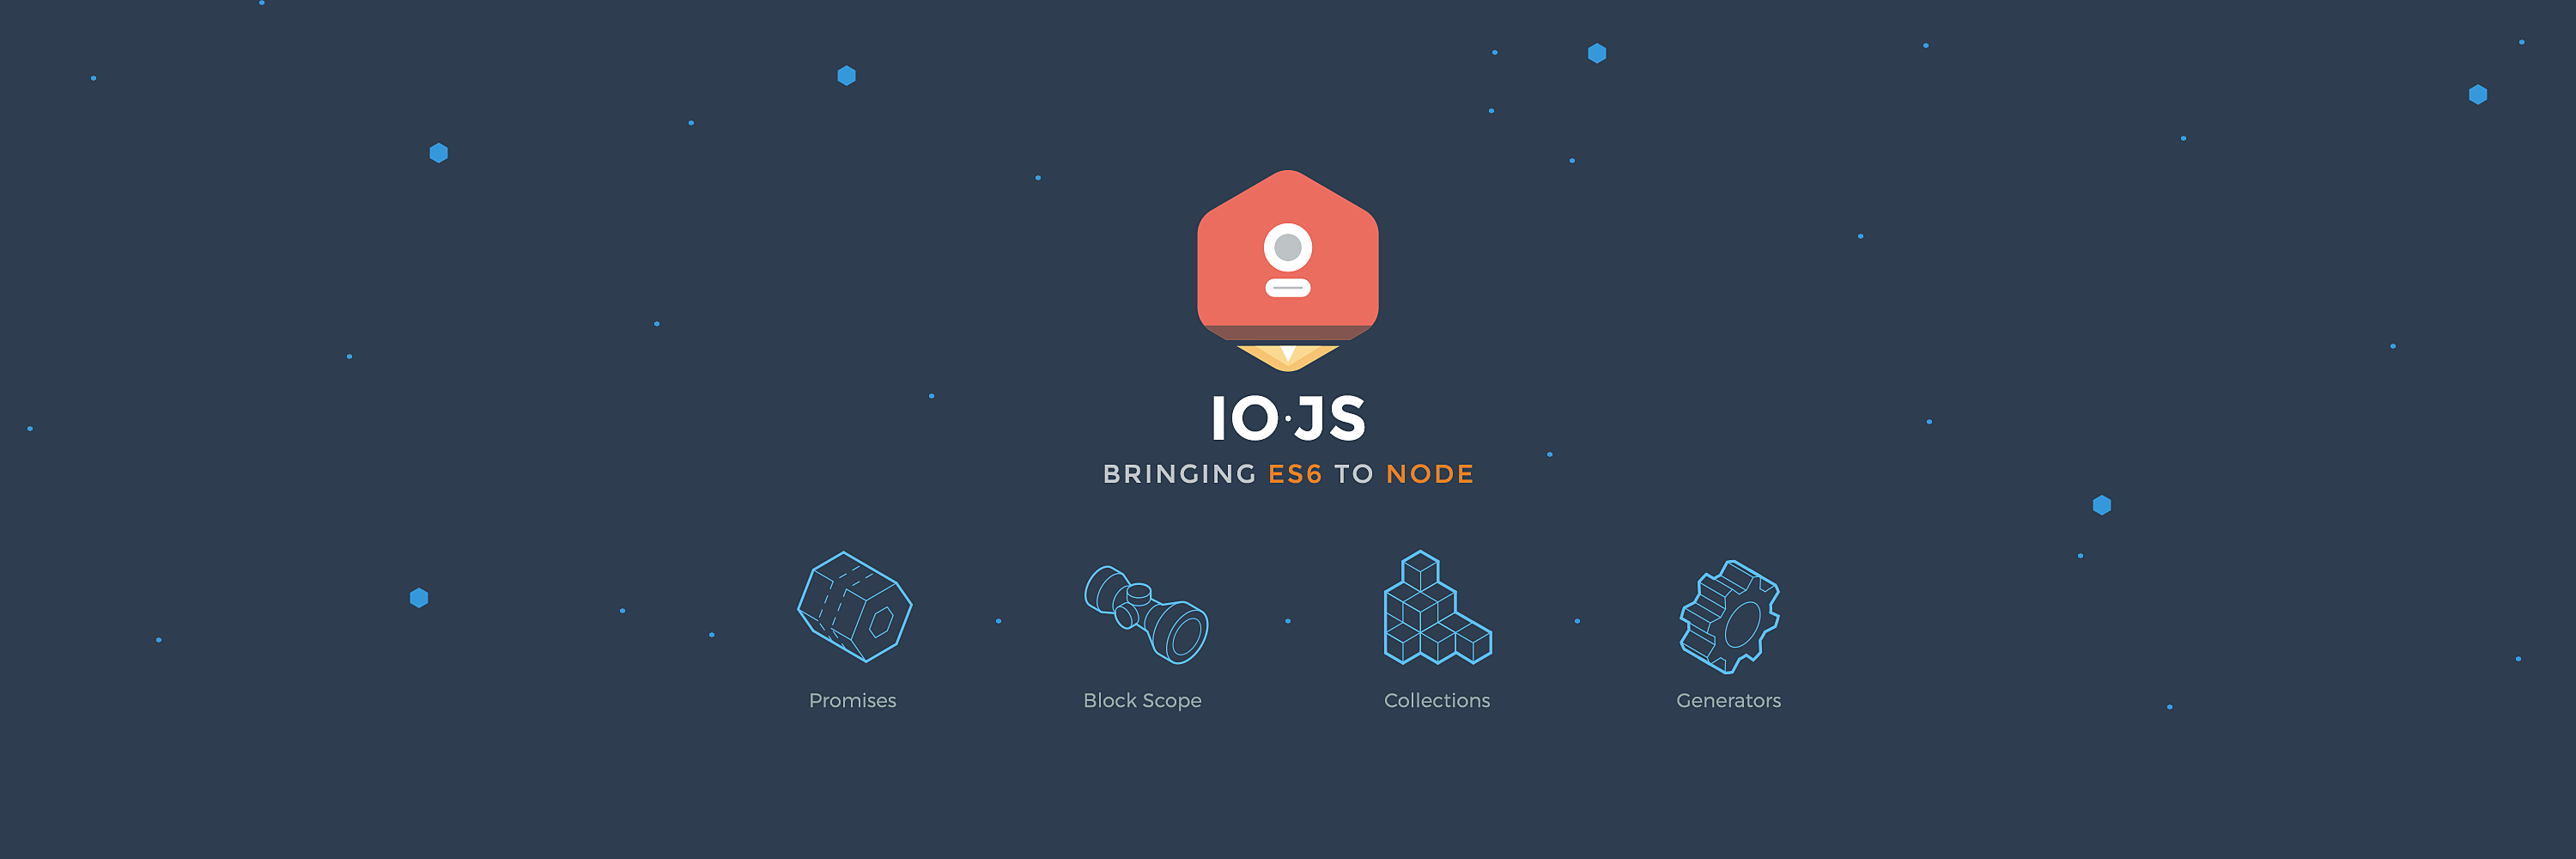 IO·JS
BRINGING ES6 TO NODE
Promises
Block Scope
Collections
Generators